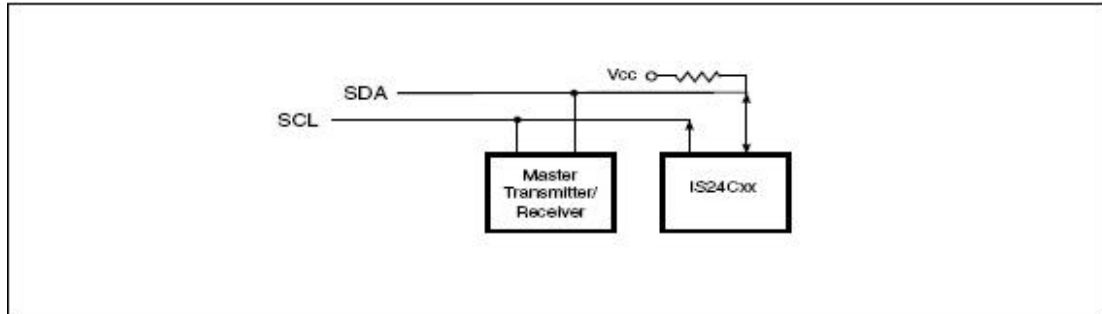 Vcc
SDA
SCL
Master
Transmitter/
Receiver
IS24Cxx